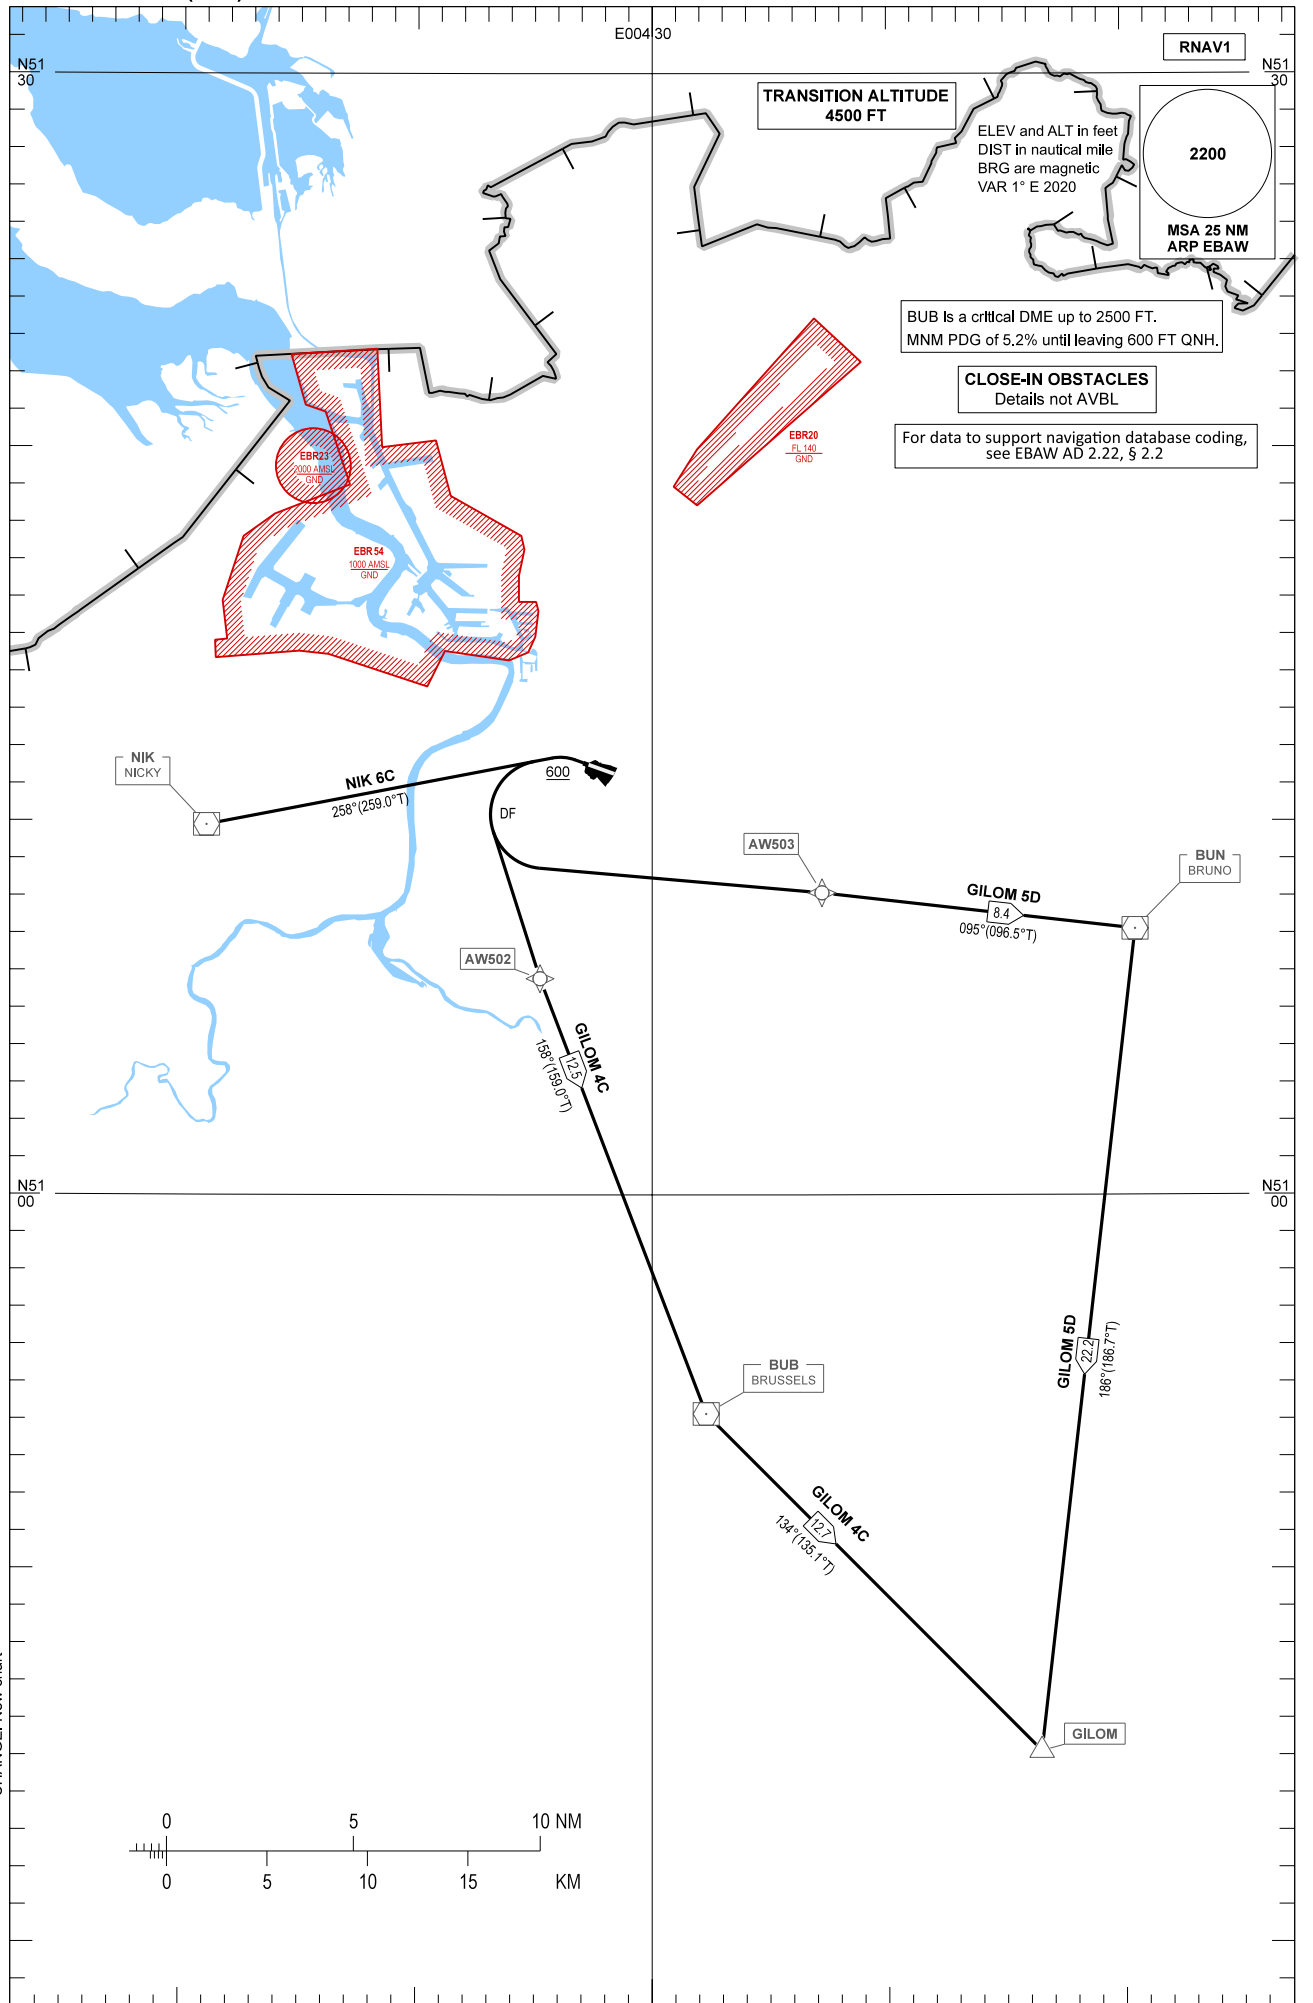 E00430
RNAV1
N51
30
N51
30
TRANSITION ALTITUDE
4500 FT
ELEV and ALT in feet
DIST in nautical mile
BRG are magnetic
VAR 1° E 2020
2200
MSA 25 NM
ARP EBAW
BUB is a critical DME up to 2500 FT.
MNM PDG of 5.2% until leaving 600 FT QNH.
CLOSE-IN OBSTACLES
Details not AVBL
For data to support navigation database coding,
see EBAW AD 2.22, § 2.2
EBR20
FL 140
GND
EBR23
2000 AMSL
GND
EBR54
1000 AMSL
GND
NIK
NICKY
NIK 6C
258°(259.0°T)
600
DF
AW503
BUN
BRUNO
GILOM 5D
8.4
095°(096.5°T)
AW502
GILOM 4C
12.5
158°(159.0°T)
N51
00
N51
00
GILOM 5D
22.2
186°(186.7°T)
BUB
BRUSSELS
GILOM 4C
12.7
134°(135.1°T)
GILOM
0 5 10 NM
0 5 10 15 KM